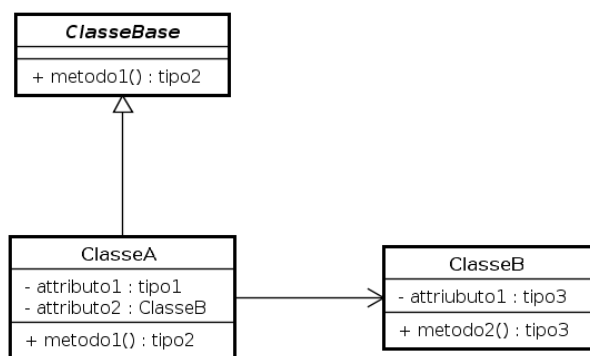 ClasseBase
+ metodo1() : tipo2
ClasseA
- attributo1 : tipo1
- attributo2 : ClasseB
+ metodo1() : tipo2
ClasseB
- attriubuto1 : tipo3
+ metodo2() : tipo3